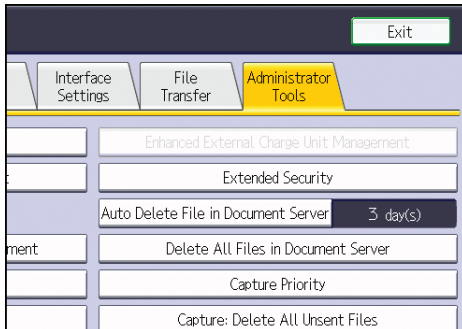 Exit
Interface Settings
File Transfer
Administrator Tools
Enhanced External Charge Unit Management
Extended Security
Auto Delete File in Document Server 3 day(s)
ment Delete All Files in Document Server
Capture Priority
Capture: Delete All Unsent Files